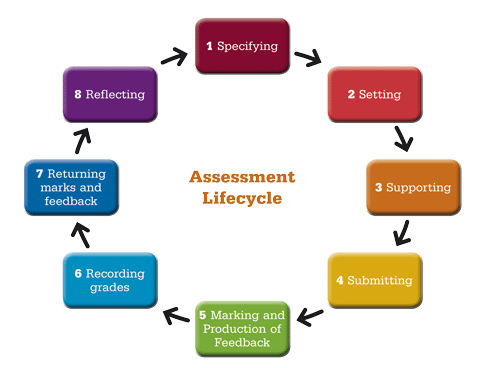 1 Specifying
2 Setting
3 Supporting
4 Submitting
5 Marking and
Production of
Feedback
6 Recording
grades
7 Returning
marks and
feedback
8 Reflecting
Assessment
Lifecycle